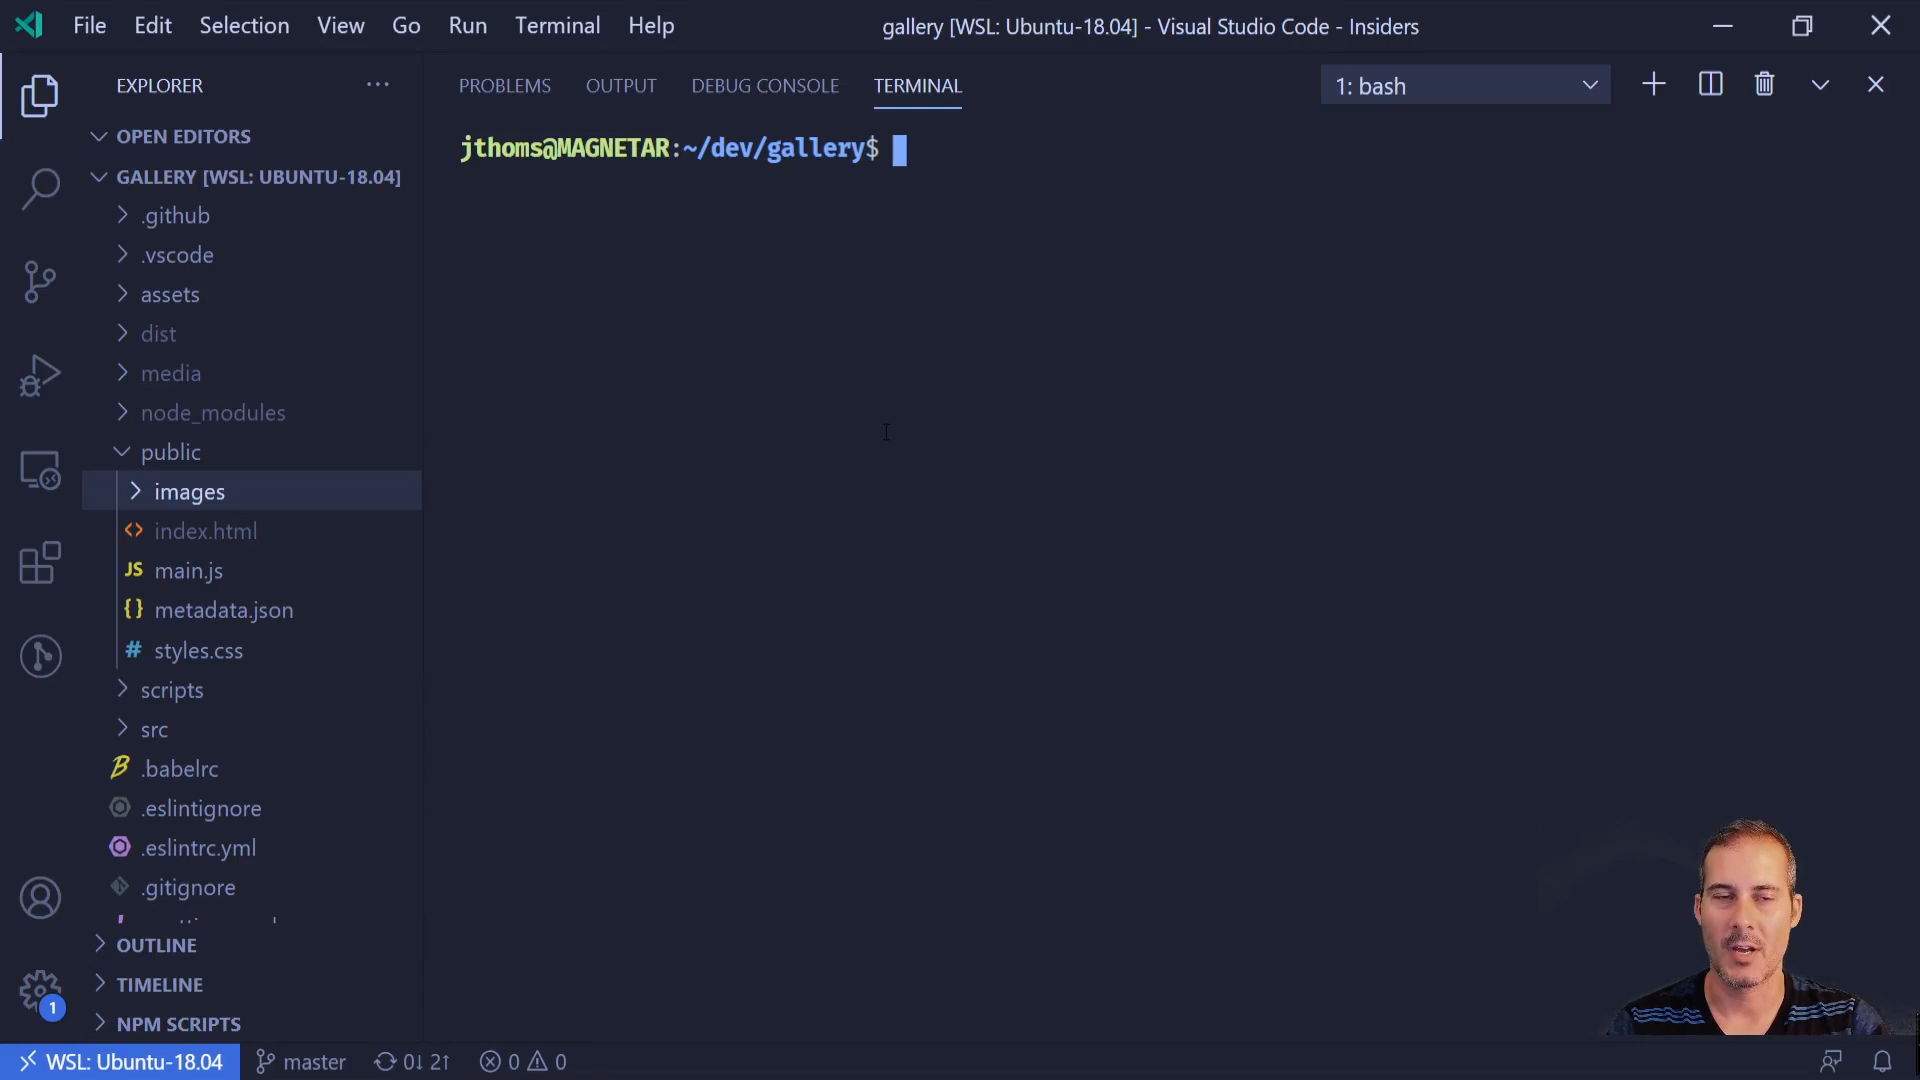 File Edit Selection View Go Run Terminal Help
gallery [WSL: Ubuntu-18.04] - Visual Studio Code - Insiders
EXPLORER
PROBLEMS OUTPUT DEBUG CONSOLE TERMINAL
1: bash
OPEN EDITORS
jthoms@MAGNETAR:~/dev/gallery$
GALLERY [WSL: UBUNTU-18.04]
.github
.vscode
assets
dist
media
node_modules
public
images
index.html
JS main.js
{} metadata.json
# styles.css
scripts
src
.babelrc
.eslintignore
.eslintrc.yml
.gitignore
OUTLINE
TIMELINE
1
NPM SCRIPTS
WSL: Ubuntu-18.04 master 0↓ 2↑ 0 0